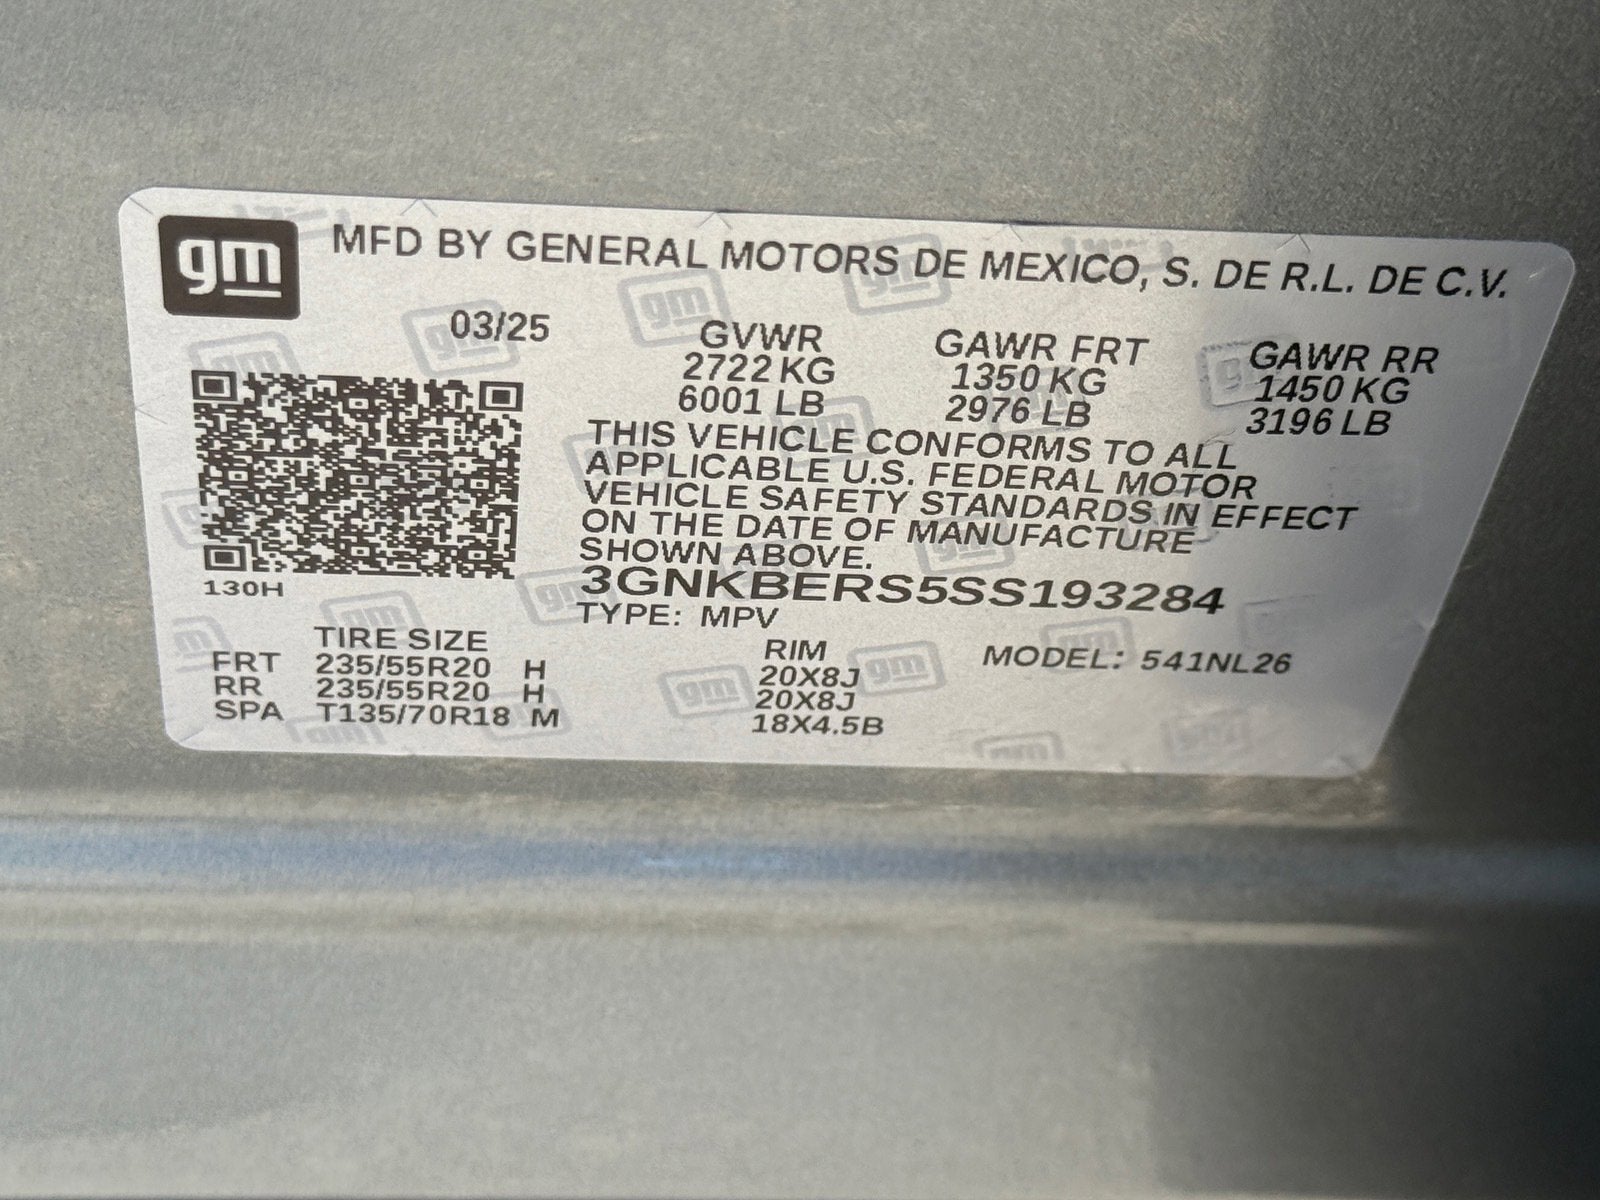 gm
MFD BY GENERAL MOTORS DE MEXICO, S. DE R.L. DE C.V.
03/25 GVWR GAWR FRT GAWR RR
2722 KG 1350 KG 1450 KG
6001 LB 2976 LB 3196 LB
THIS VEHICLE CONFORMS TO ALL
APPLICABLE U.S. FEDERAL MOTOR
VEHICLE SAFETY STANDARDS IN EFFECT
ON THE DATE OF MANUFACTURE
SHOWN ABOVE.
3GNKBERS5SS193284
130H
TYPE: MPV
TIRE SIZE RIM MODEL: 541NL26
FRT 235/55R20 H 20X8J
RR 235/55R20 H 20X8J
SPA T135/70R18 M 18X4.5B